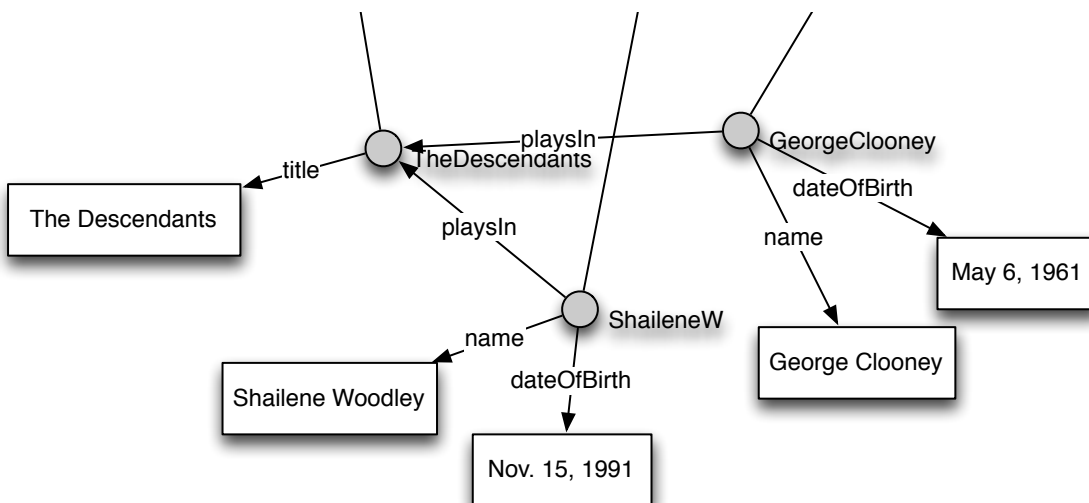 playsIn
GeorgeClooney
TheDescendants
title
dateOfBirth
The Descendants
playsIn
name
May 6, 1961
ShaileneW
name
George Clooney
dateOfBirth
Shailene Woodley
Nov. 15, 1991